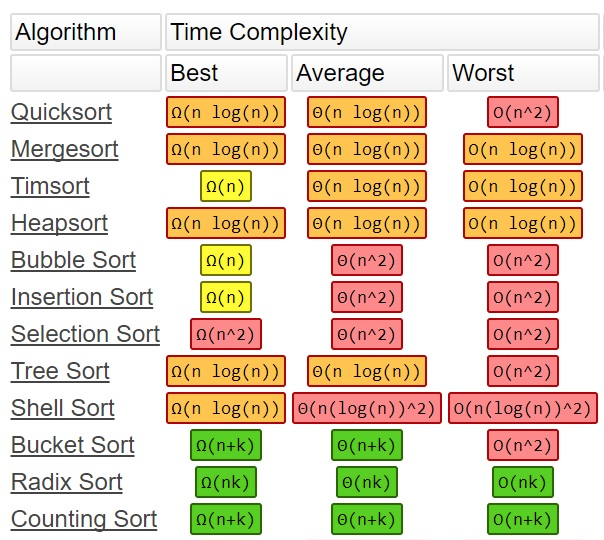 Algorithm Time Complexity
Best Average Worst
Quicksort Ω(n log(n)) Θ(n log(n)) O(n^2)
Mergesort Ω(n log(n)) Θ(n log(n)) O(n log(n))
Timsort Ω(n) Θ(n log(n)) O(n log(n))
Heapsort Ω(n log(n)) Θ(n log(n)) O(n log(n))
Bubble Sort Ω(n) Θ(n^2) O(n^2)
Insertion Sort Ω(n) Θ(n^2) O(n^2)
Selection Sort Ω(n^2) Θ(n^2) O(n^2)
Tree Sort Ω(n log(n)) Θ(n log(n)) O(n^2)
Shell Sort Ω(n log(n)) Θ(n(log(n))^2) O(n(log(n))^2)
Bucket Sort Ω(n+k) Θ(n+k) O(n^2)
Radix Sort Ω(nk) Θ(nk) O(nk)
Counting Sort Ω(n+k) Θ(n+k) O(n+k)